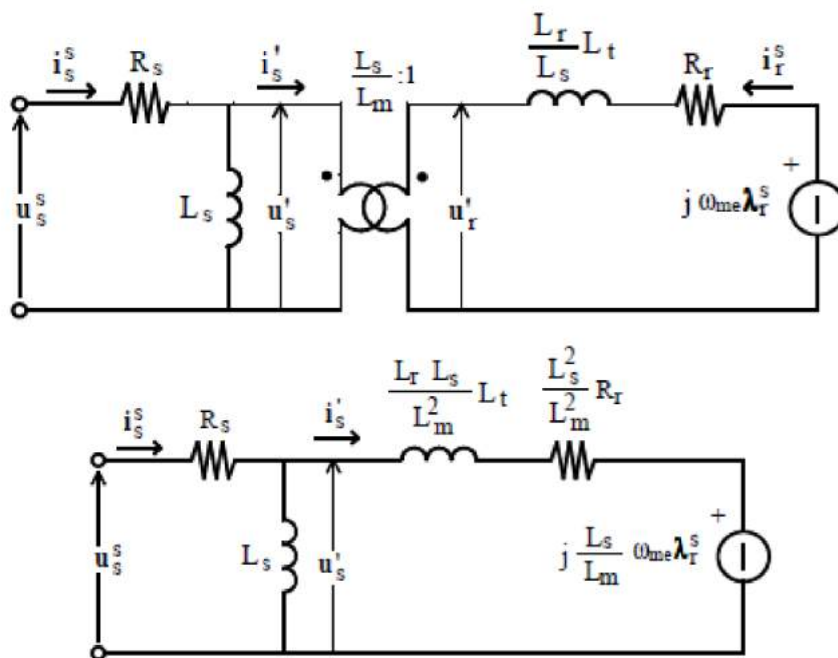 i_s^s R_s i_s' L_s/L_m :1 L_r/L_s L_t R_r i_r^s
u_s^s L_s u_s' u_r' j ω_me λ_r^s +
i_s^s R_s i_s' L_r L_s/L_m^2 L_t L_s^2/L_m^2 R_r
u_s^s L_s u_s' j L_s/L_m ω_me λ_r^s +